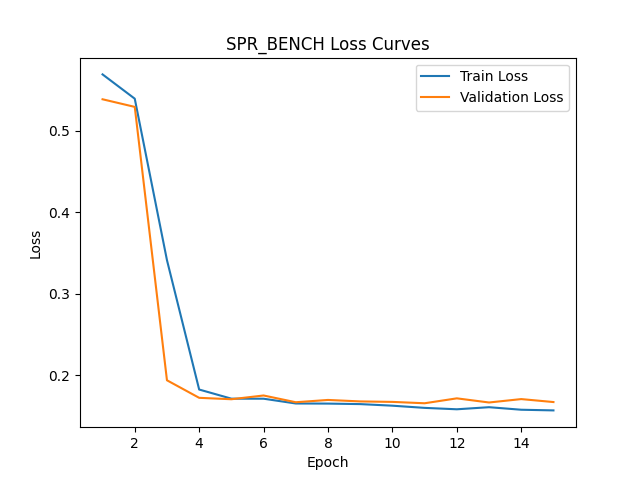 SPR_BENCH Loss Curves
Train Loss
Validation Loss
Loss
0.5
0.4
0.3
0.2
2 4 6 8 10 12 14
Epoch